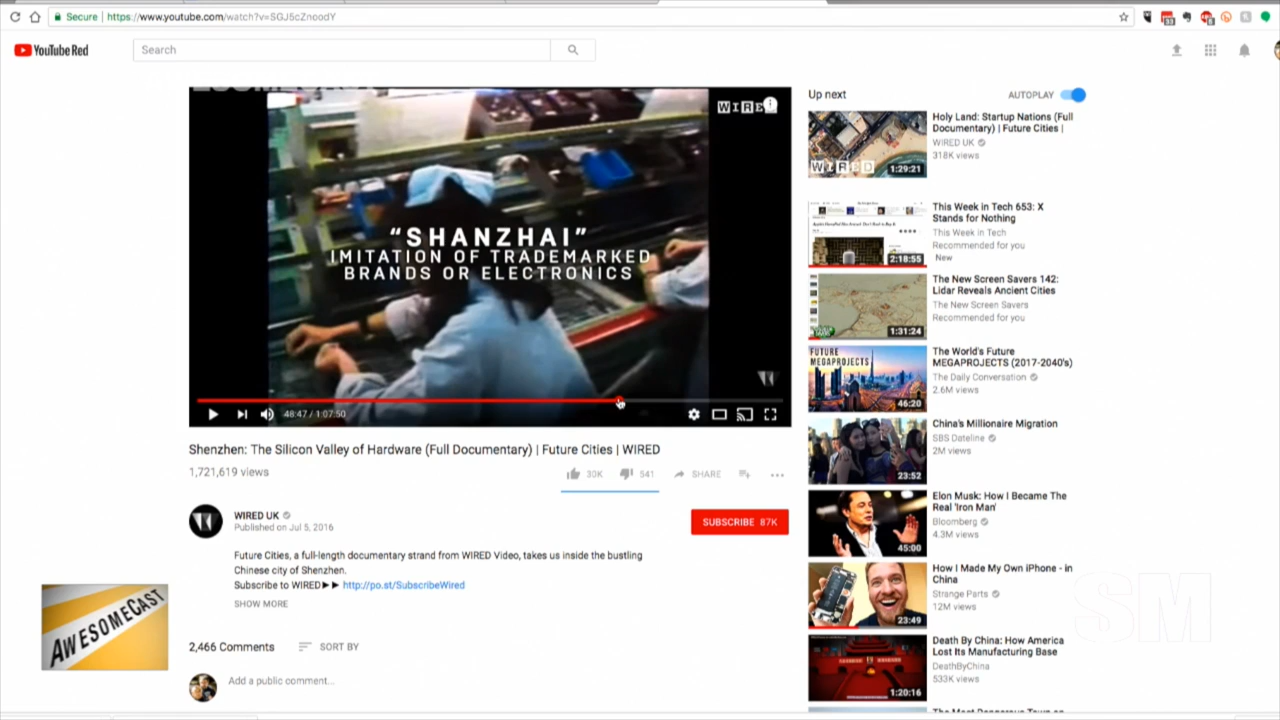 Secure
https://www.youtube.com/watch?v=SGJ5cZnoodY
YouTube Red
Search
WIRED
"SHANZHAI"
IMITATION OF TRADEMARKED
BRANDS OR ELECTRONICS
48:47 / 1:07:50
Shenzhen: The Silicon Valley of Hardware (Full Documentary) | Future Cities | WIRED
1,721,619 views
30K
541
SHARE
WIRED UK
Published on Jul 5, 2016
SUBSCRIBE 87K
Future Cities, a full-length documentary strand from WIRED Video, takes us inside the bustling
Chinese city of Shenzhen.
Subscribe to WIRED►► http://po.st/SubscribeWired
SHOW MORE
AWESOMECAST
2,466 Comments
SORT BY
Add a public comment...
Up next
AUTOPLAY
WIRED
1:29:21
Holy Land: Startup Nations (Full
Documentary) | Future Cities |
WIRED UK
318K views
2:18:55
This Week in Tech 653: X
Stands for Nothing
This Week in Tech
Recommended for you
New
1:31:24
The New Screen Savers 142:
Lidar Reveals Ancient Cities
The New Screen Savers
Recommended for you
FUTURE
MEGAPROJECTS
46:20
The World's Future
MEGAPROJECTS (2017-2040's)
The Daily Conversation
2.6M views
23:52
China's Millionaire Migration
SBS Dateline
2M views
45:00
Elon Musk: How I Became The
Real 'Iron Man'
Bloomberg
4.3M views
23:49
How I Made My Own iPhone - in
China
Strange Parts
12M views
1:20:16
Death By China: How America
Lost Its Manufacturing Base
DeathByChina
533K views
SM